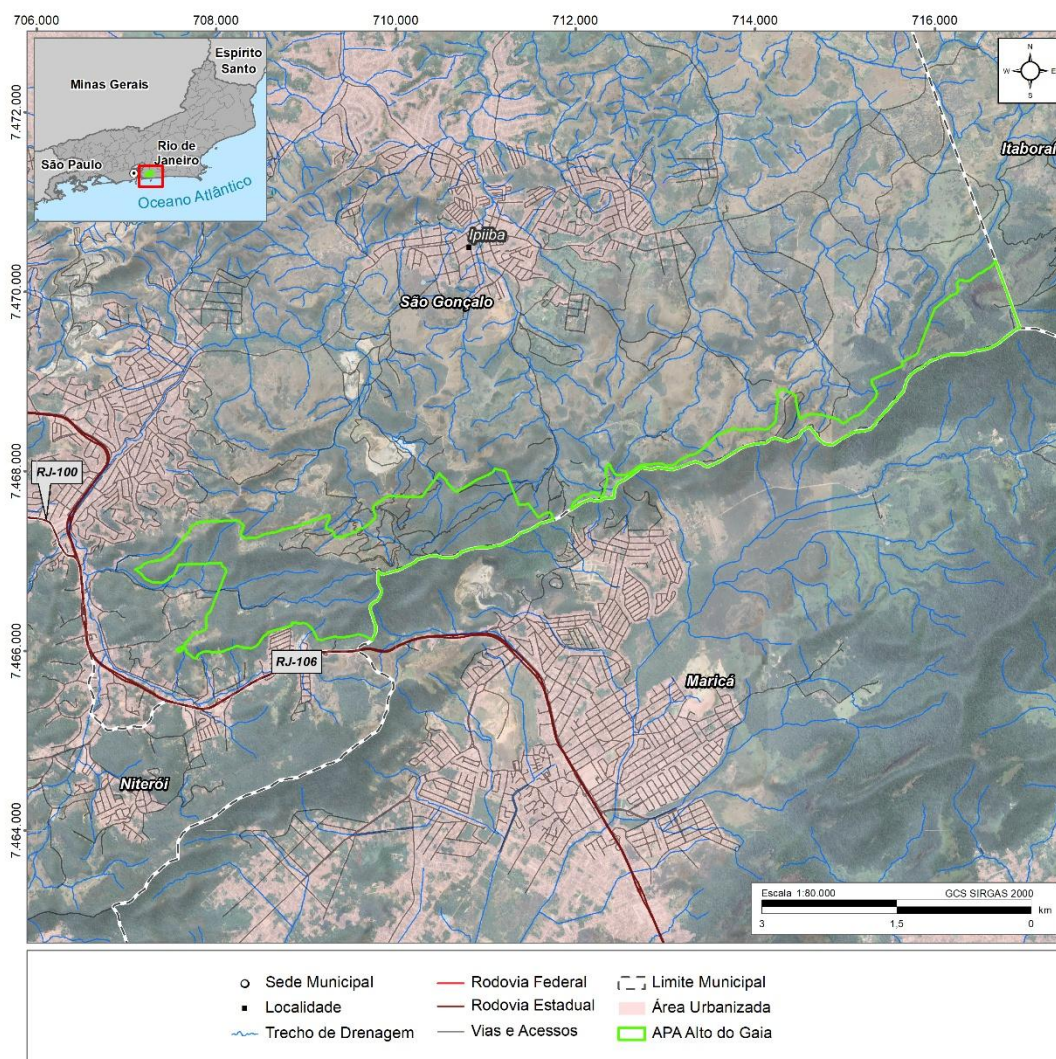 706.000
708.000
710.000
712.000
714.000
716.000
Espírito
Santo
Minas Gerais
Rio de
Janeiro
São Paulo
Oceano Atlântico
N
W
E
S
7.472.000
Itaboraí
Ipiiba
7.470.000
São Gonçalo
7.468.000
RJ-100
7.466.000
RJ-106
Maricá
Niterói
7.464.000
Escala 1:80.000
GCS SIRGAS 2000
km
3
1,5
0
Sede Municipal
Rodovia Federal
Limite Municipal
Localidade
Rodovia Estadual
Área Urbanizada
Trecho de Drenagem
Vias e Acessos
APA Alto do Gaia